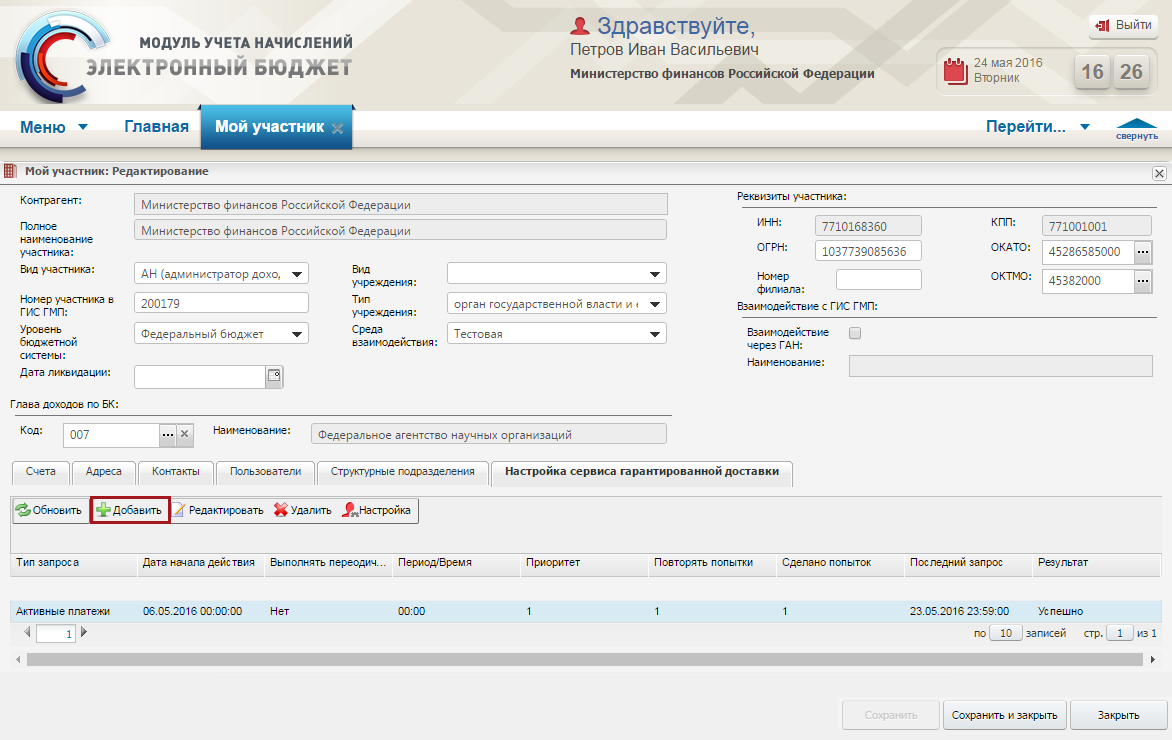 МОДУЛЬ УЧЕТА НАЧИСЛЕНИЙ
ЭЛЕКТРОННЫЙ БЮДЖЕТ
Здравствуйте,
Петров Иван Васильевич
Министерство финансов Российской Федерации
Выйти
24 мая 2016
Вторник
16 26
Меню Главная Мой участник Перейти... свернуть
Мой участник: Редактирование
Контрагент: Министерство финансов Российской Федерации
Полное наименование участника: Министерство финансов Российской Федерации
Вид участника: АН (администратор дохо,
Вид учреждения:
Номер участника в ГИС ГМП: 200179
Тип учреждения: орган государственной власти и
Уровень бюджетной системы: Федеральный бюджет
Среда взаимодействия: Тестовая
Дата ликвидации:
Реквизиты участника:
ИНН: 7710168360 КПП: 771001001
ОГРН: 1037739085636 ОКАТО: 45286585000 ...
Номер филиала: ОКТМО: 45382000 ...
Взаимодействие с ГИС ГМП:
Взаимодействие через ГАН:
Наименование:
Глава доходов по БК:
Код: 007 ... Наименование: Федеральное агентство научных организаций
Счета Адреса Контакты Пользователи Структурные подразделения Настройка сервиса гарантированной доставки
Обновить Добавить Редактировать Удалить Настройка
Тип запроса Дата начала действия Выполнять переодич... Период/Время Приоритет Повторять попытки Сделано попыток Последний запрос Результат
Активные платежи 06.05.2016 00:00:00 Нет 00:00 1 1 1 23.05.2016 23:59:00 Успешно
1 по 10 записей стр. 1 из 1
Сохранить Сохранить и закрыть Закрыть